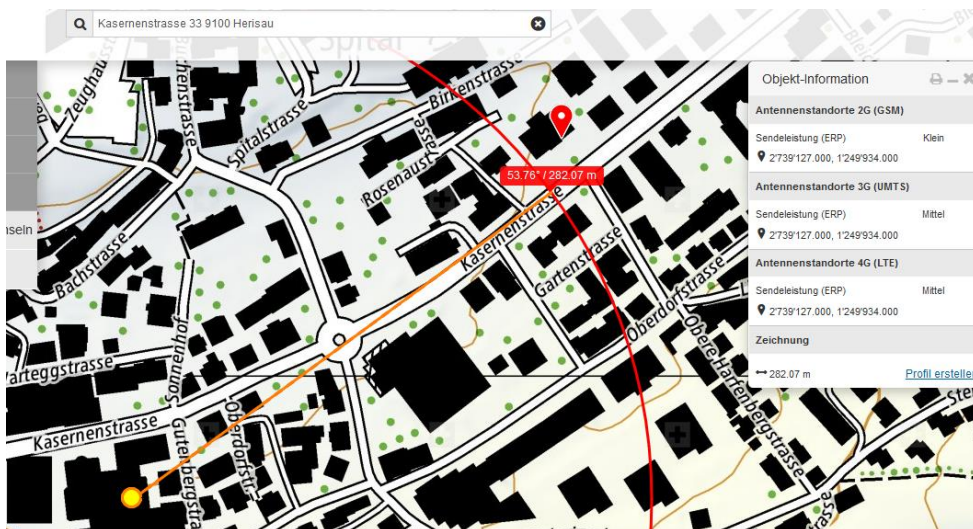 Kasernenstrasse 33 9100 Herisau
Spital
Zeughaus
Birkenstrasse
Spitalstrasse
Rosenaustrasse
53.76° / 282.07 m
Kasernenstrasse
Gartenstrasse
Bachstrasse
Oberdorfstrasse
Obere Harfenbergstrasse
Sonnenhof
Kasernenstrasse
Gutenbergstra
Oberdorfstr.
arteggstrasse
nseln
Objekt-Information
Antennenstandorte 2G (GSM)
Sendeleistung (ERP) Klein
2'739'127.000, 1'249'934.000
Antennenstandorte 3G (UMTS)
Sendeleistung (ERP) Mittel
2'739'127.000, 1'249'934.000
Antennenstandorte 4G (LTE)
Sendeleistung (ERP) Mittel
2'739'127.000, 1'249'934.000
Zeichnung
282.07 m Profil erstellen